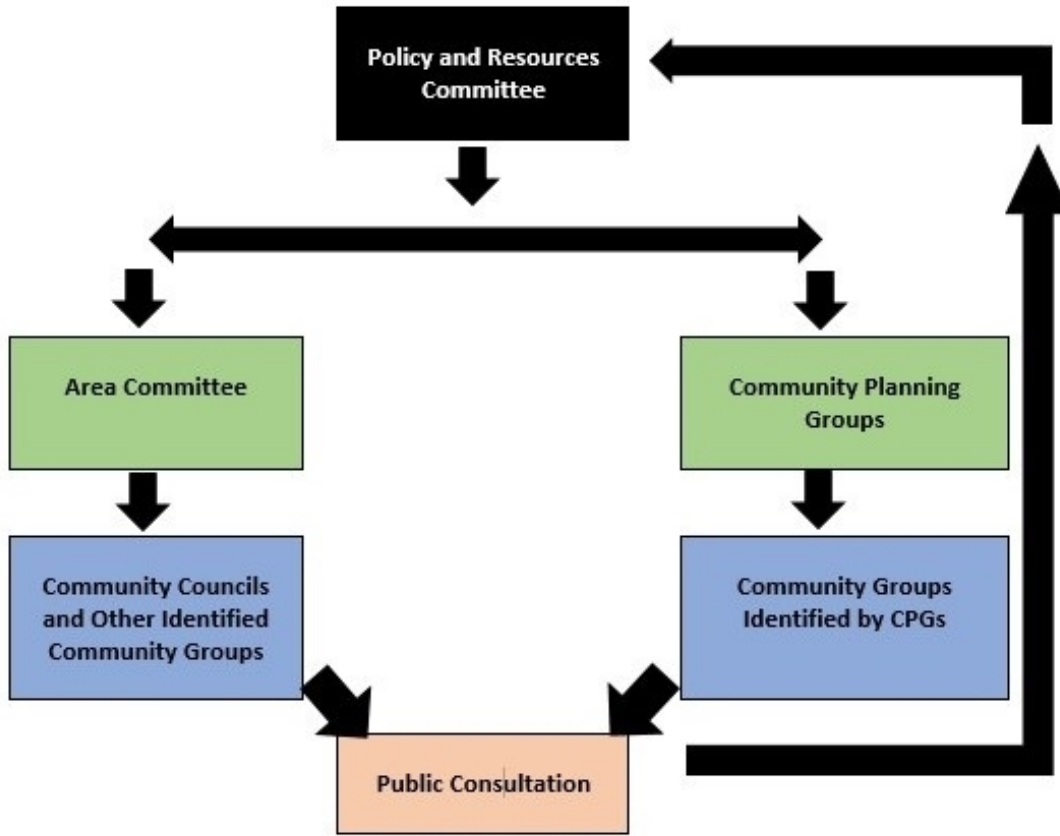 Policy and Resources
Committee
Area Committee
Community Planning
Groups
Community Councils
and Other Identified
Community Groups
Community Groups
Identified by CPGs
Public Consultation